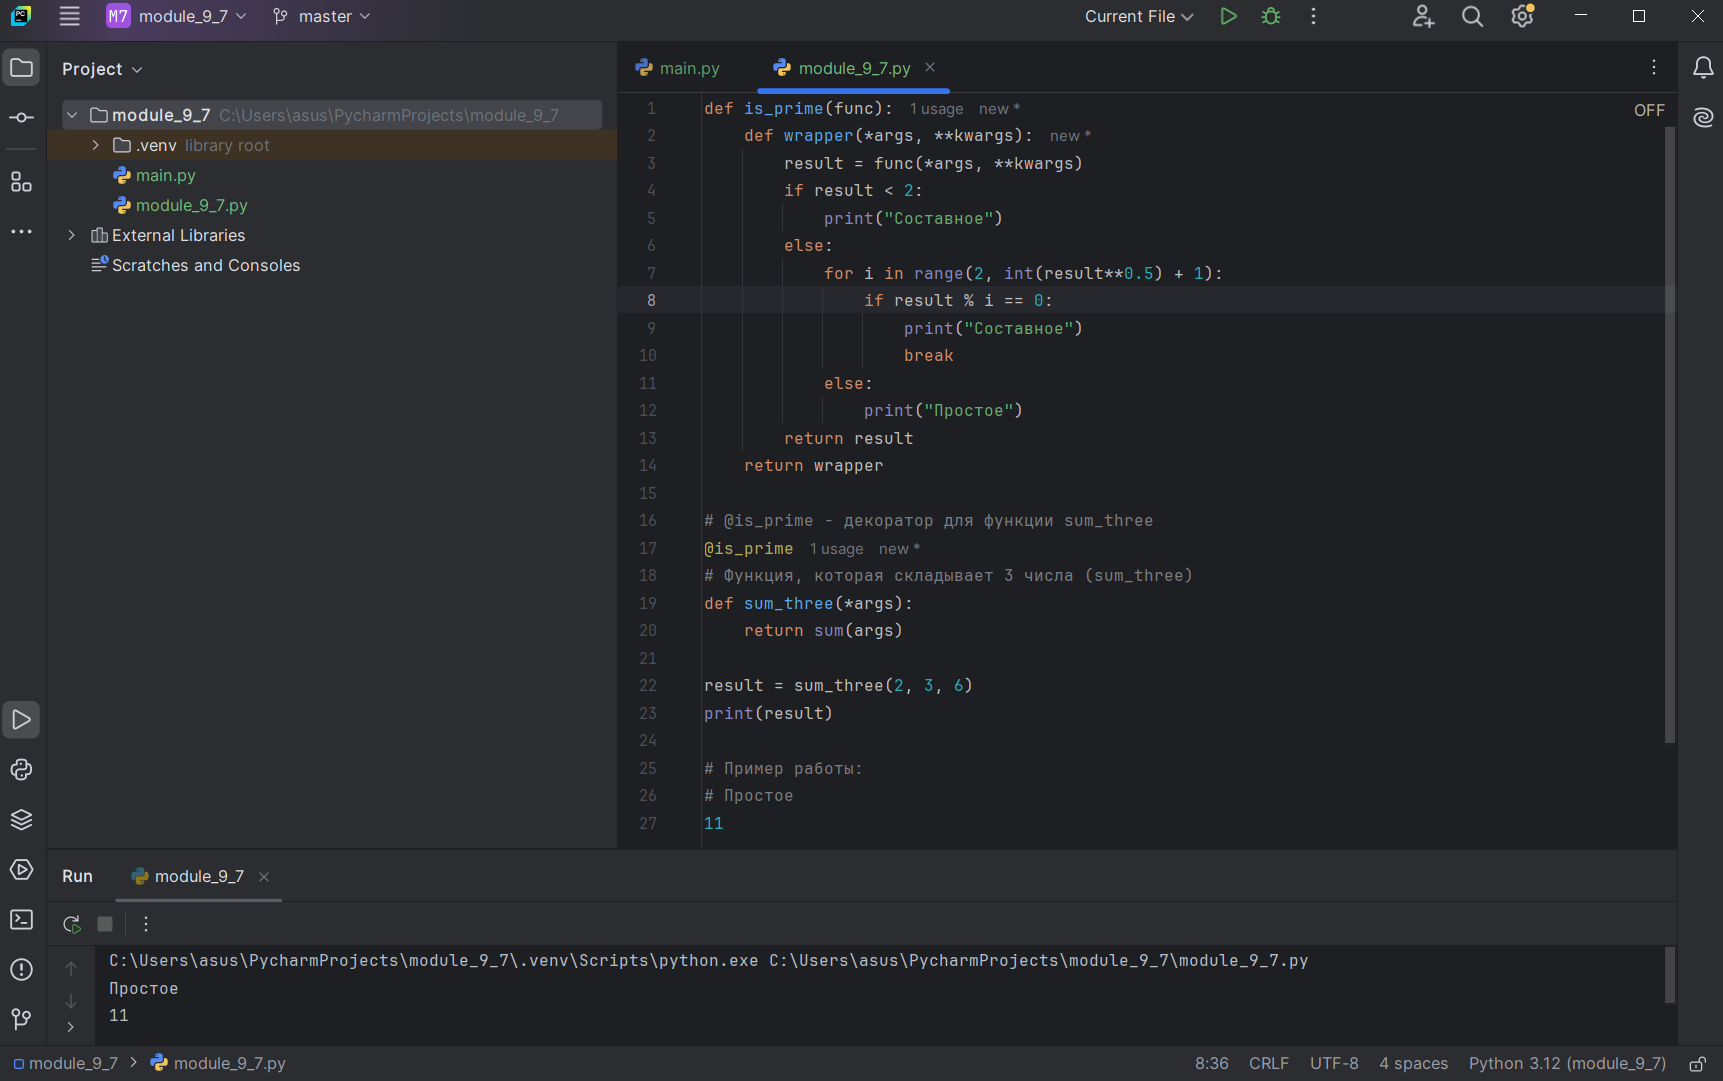 PC
M7 module_9_7 master Current File
Project
module_9_7 C:\Users\asus\PycharmProjects\module_9_7
.venv library root
main.py
module_9_7.py
External Libraries
Scratches and Consoles
main.py module_9_7.py
OFF
1 def is_prime(func): 1 usage new *
2 def wrapper(*args, **kwargs): new *
3 result = func(*args, **kwargs)
4 if result < 2:
5 print("Составное")
6 else:
7 for i in range(2, int(result**0.5) + 1):
8 if result % i == 0:
9 print("Составное")
10 break
11 else:
12 print("Простое")
13 return result
14 return wrapper
15
16 # @is_prime - декоратор для функции sum_three
17 @is_prime 1 usage new *
18 # Функция, которая складывает 3 числа (sum_three)
19 def sum_three(*args):
20 return sum(args)
21
22 result = sum_three(2, 3, 6)
23 print(result)
24
25 # Пример работы:
26 # Простое
27 11
Run module_9_7
C:\Users\asus\PycharmProjects\module_9_7\.venv\Scripts\python.exe C:\Users\asus\PycharmProjects\module_9_7\module_9_7.py
Простое
11
module_9_7 > module_9_7.py 8:36 CRLF UTF-8 4 spaces Python 3.12 (module_9_7)